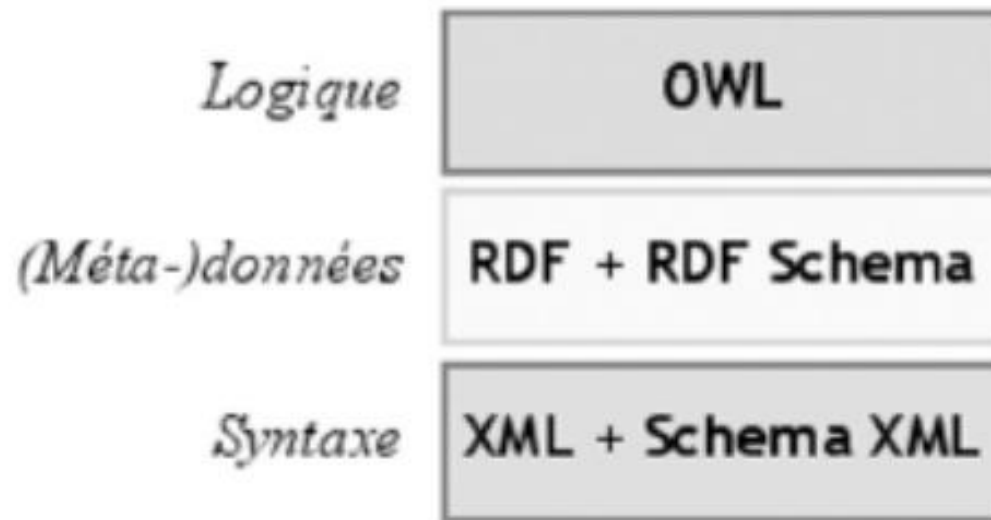 Logique OWL
(Méta-)données RDF + RDF Schema
Syntaxe XML + Schema XML